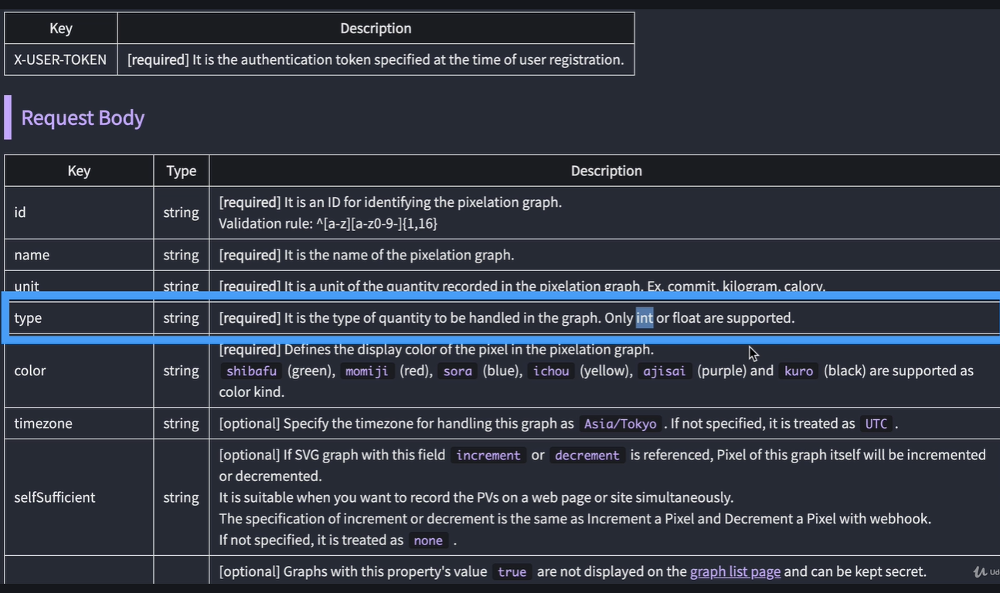 Key Description
X-USER-TOKEN [required] It is the authentication token specified at the time of user registration.
Request Body
Key Type Description
id string [required] It is an ID for identifying the pixelation graph.
Validation rule: ^[a-z][a-z0-9-]{1,16}
name string [required] It is the name of the pixelation graph.
unit string [required] It is a unit of the quantity recorded in the pixelation graph. Ex. commit, kilogram, calory.
type string [required] It is the type of quantity to be handled in the graph. Only int or float are supported.
[required] Defines the display color of the pixel in the pixelation graph.
color string shibafu (green), momiji (red), sora (blue), ichou (yellow), ajisai (purple) and kuro (black) are supported as
color kind.
timezone string [optional] Specify the timezone for handling this graph as Asia/Tokyo . If not specified, it is treated as UTC .
[optional] If SVG graph with this field increment or decrement is referenced, Pixel of this graph itself will be incremented
or decremented.
selfSufficient string It is suitable when you want to record the PVs on a web page or site simultaneously.
The specification of increment or decrement is the same as Increment a Pixel and Decrement a Pixel with webhook.
If not specified, it is treated as none .
[optional] Graphs with this property's value true are not displayed on the graph list page and can be kept secret.